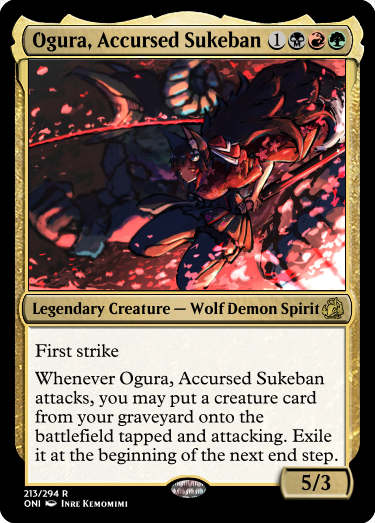 Ogura, Accursed Sukeban 1
Legendary Creature — Wolf Demon Spirit
First strike
Whenever Ogura, Accursed Sukeban
attacks, you may put a creature card
from your graveyard onto the
battlefield tapped and attacking. Exile
it at the beginning of the next end step.
5/3
213/294 R
ONI Inre Kemomimi